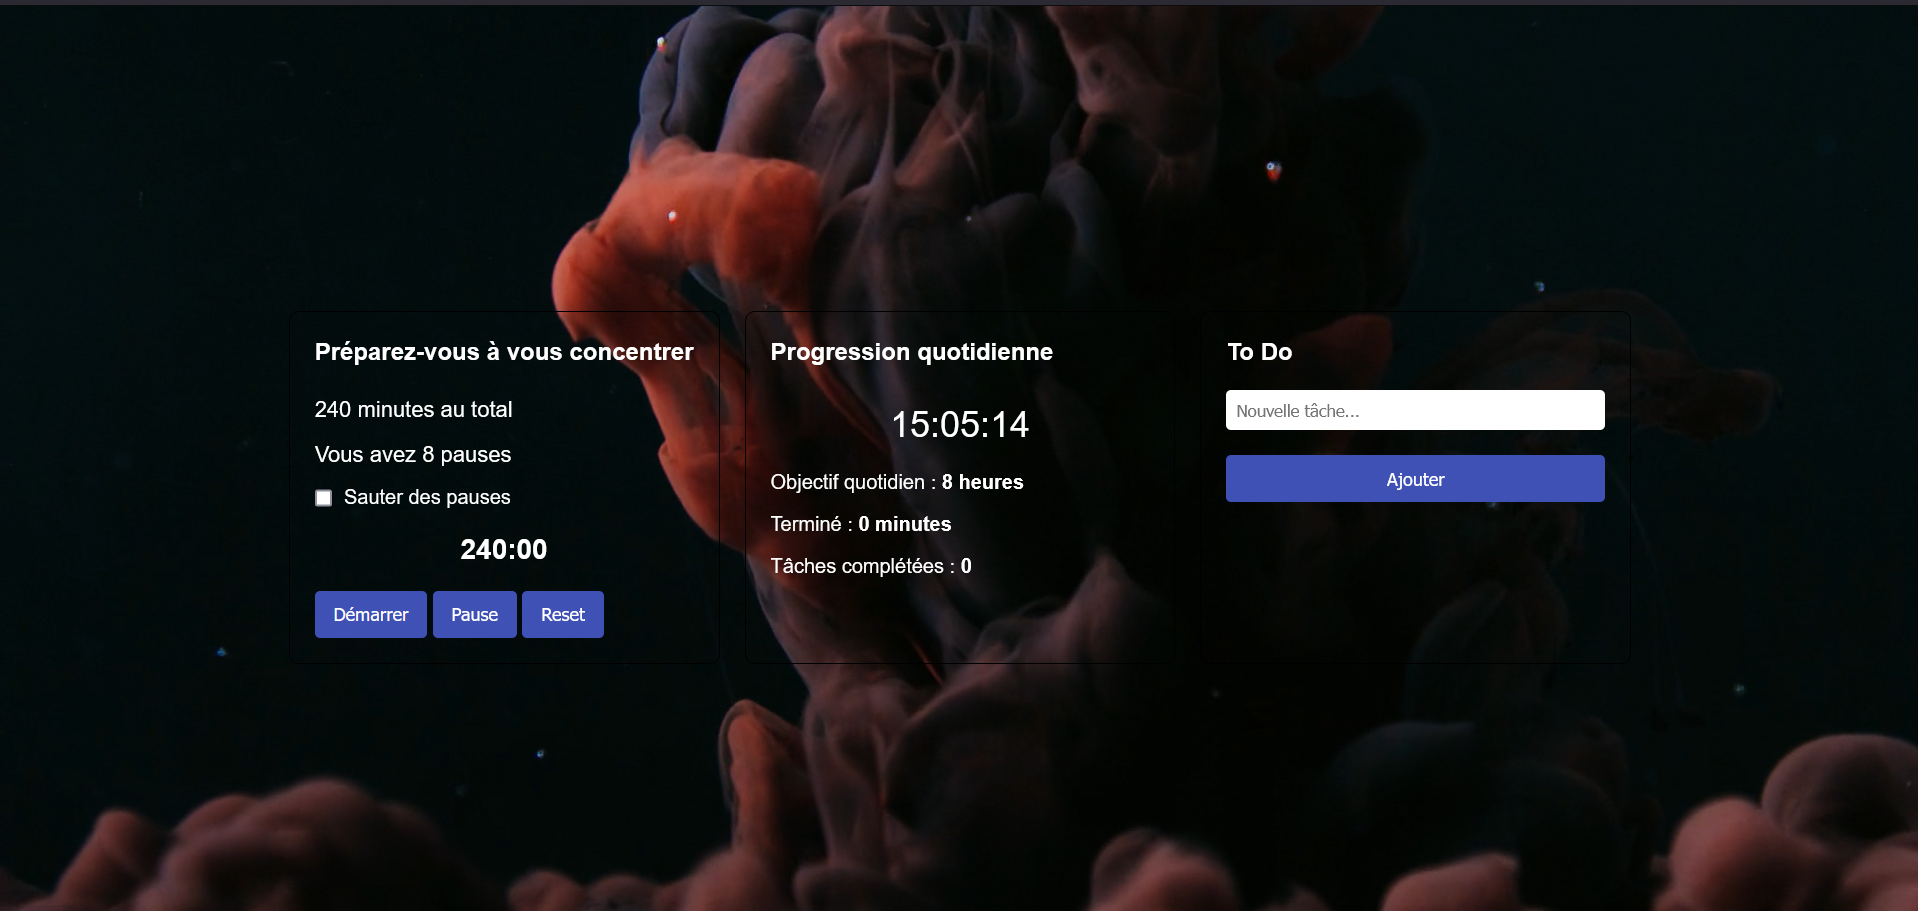 Préparez-vous à vous concentrer
240 minutes au total
Vous avez 8 pauses
Sauter des pauses
240:00
Démarrer Pause Reset
Progression quotidienne
15:05:14
Objectif quotidien : 8 heures
Terminé : 0 minutes
Tâches complétées : 0
To Do
Nouvelle tâche...
Ajouter